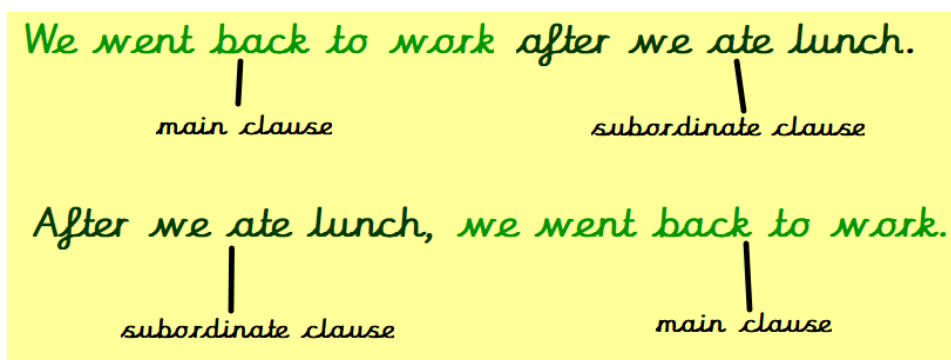 We went back to work after we ate lunch.
main clause
subordinate clause
After we ate lunch, we went back to work.
subordinate clause
main clause